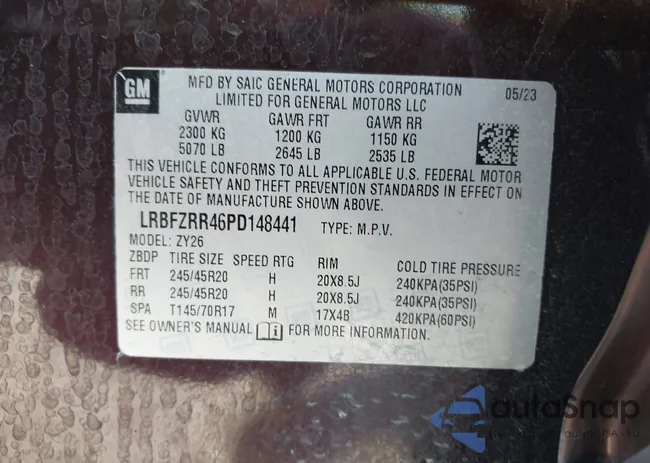 GM
MFD BY SAIC GENERAL MOTORS CORPORATION 05/23
LIMITED FOR GENERAL MOTORS LLC
GVWR GAWR FRT GAWR RR
2300 KG 1200 KG 1150 KG
5070 LB 2645 LB 2535 LB
THIS VEHICLE CONFORMS TO ALL APPLICABLE U.S. FEDERAL MOTOR
VEHICLE SAFETY AND THEFT PREVENTION STANDARDS IN EFFECT ON
THE DATE OF MANUFACTURE SHOWN ABOVE.
LRBFZRR46PD148441 TYPE: M.P.V.
MODEL: ZY26
ZBDP TIRE SIZE SPEED RTG RIM COLD TIRE PRESSURE
FRT 245/45R20 H 20X8.5J 240KPA(35PSI)
RR 245/45R20 H 20X8.5J 240KPA(35PSI)
SPA T145/70R17 M 17X4B 420KPA(60PSI)
SEE OWNER'S MANUAL FOR MORE INFORMATION.
autoSnap